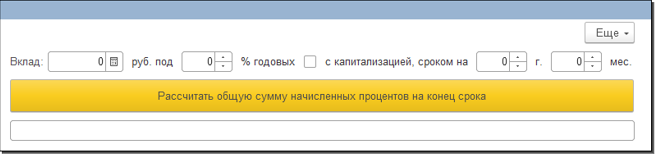 Еще
Вклад: 0 руб. под 0 % годовых с капитализацией, сроком на 0 г. 0 мес.
Рассчитать общую сумму начисленных процентов на конец срока